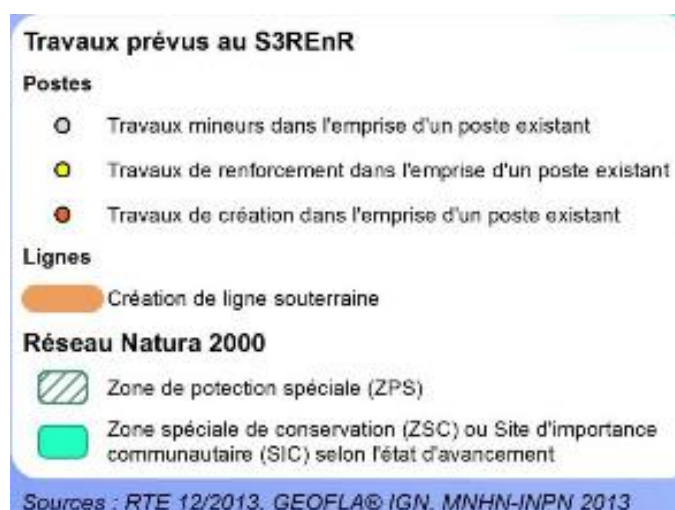 Travaux prévus au S3REnR
Postes
Travaux mineurs dans l'emprise d'un poste existant
Travaux de renforcement dans l'emprise d'un poste existant
Travaux de création dans l'emprise d'un poste existant
Lignes
Création de ligne souterraine
Réseau Natura 2000
Zone de potection spéciale (ZPS)
Zone spéciale de conservation (ZSC) ou Site d'importance
communautaire (SIC) selon l'état d'avancement
Sources : RTE 12/2013, GEOFLA® IGN, MNHN-INPN 2013